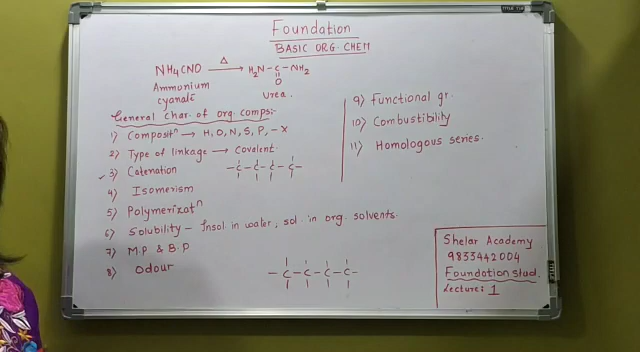 Foundation
BASIC ORG. CHEM
NH4CNO →Δ H2N-C-NH2
O
Ammonium cyanate
Urea.
General Char. of org. comps:-
1) Compositⁿ → H, O, N, S, P, -X
2) Type of linkage → Covalent
3) Catenation -C-C-C-C-
4) Isomerism
5) Polymerizatⁿ
6) Solubility - Insol. in water, sol. in org. solvents.
7) M.P & B.P
8) Odour
-C-C-C-C-
9) Functional gr.
10) Combustibility
11) Homologous series.
Shelar Academy
9833442004
Foundation stud.
Lecture: 1